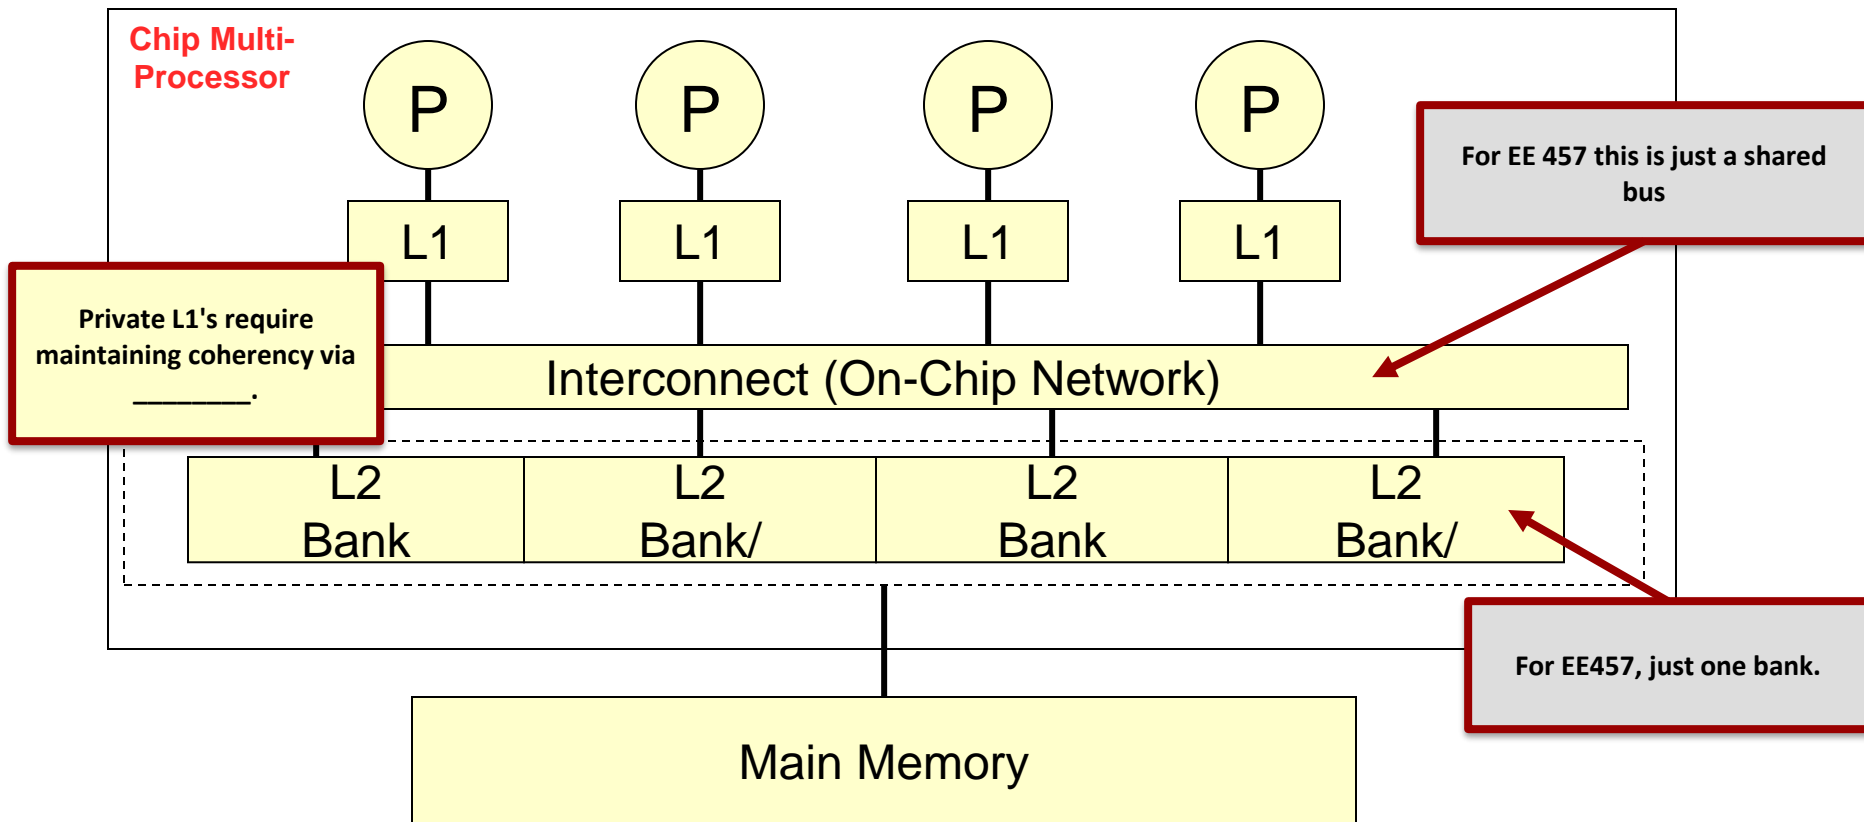 Chip Multi-
Processor
P
P
P
P
For EE 457 this is just a shared
bus
L1
L1
L1
L1
Private L1's require
maintaining coherency via
________.
Interconnect (On-Chip Network)
L2
Bank
L2
Bank/
L2
Bank
L2
Bank/
For EE457, just one bank.
Main Memory